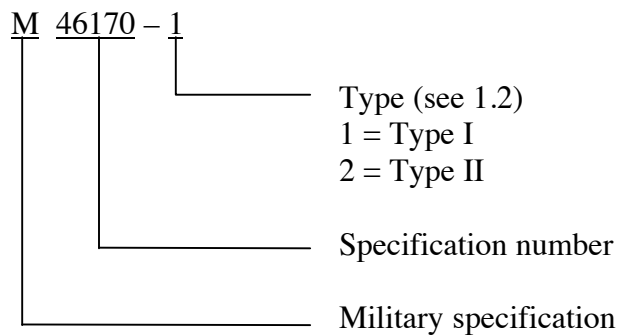 M 46170 – 1
Type (see 1.2)
1 = Type I
2 = Type II
Specification number
Military specification